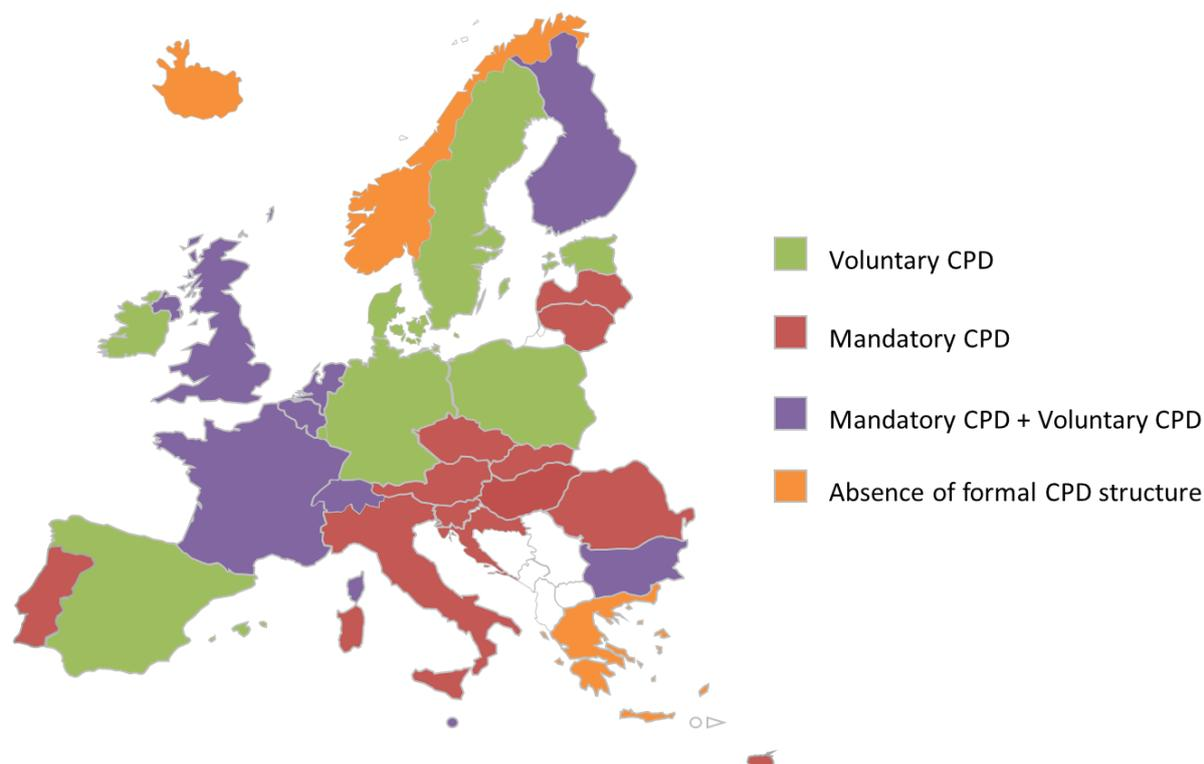 Voluntary CPD
Mandatory CPD
Mandatory CPD + Voluntary CPD
Absence of formal CPD structure